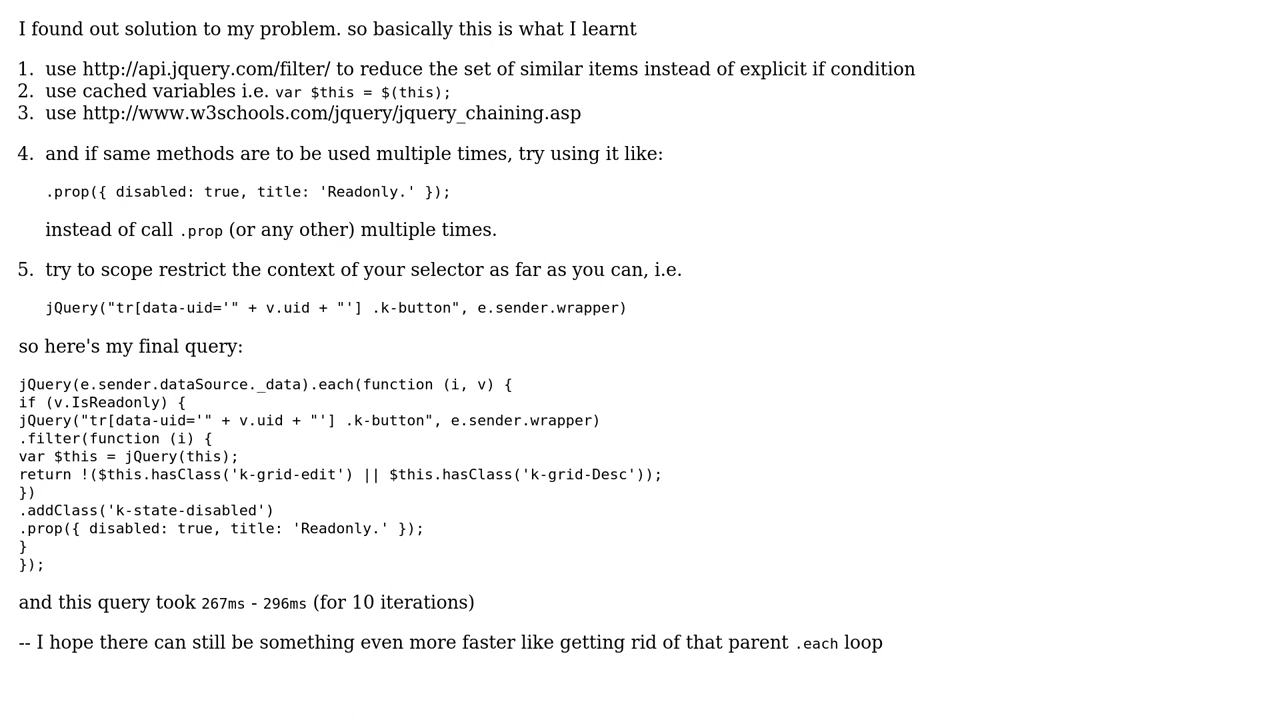 I found out solution to my problem. so basically this is what I learnt
1. use http://api.jquery.com/filter/ to reduce the set of similar items instead of explicit if condition
2. use cached variables i.e. var $this = $(this);
3. use http://www.w3schools.com/jquery/jquery_chaining.asp
4. and if same methods are to be used multiple times, try using it like:
.prop({ disabled: true, title: 'Readonly.' });
instead of call .prop (or any other) multiple times.
5. try to scope restrict the context of your selector as far as you can, i.e.
jQuery("tr[data-uid='" + v.uid + "'] .k-button", e.sender.wrapper)
so here's my final query:
jQuery(e.sender.dataSource._data).each(function (i, v) {
if (v.IsReadonly) {
jQuery("tr[data-uid='" + v.uid + "'] .k-button", e.sender.wrapper)
.filter(function (i) {
var $this = jQuery(this);
return !($this.hasClass('k-grid-edit') || $this.hasClass('k-grid-Desc'));
})
.addClass('k-state-disabled')
.prop({ disabled: true, title: 'Readonly.' });
}
});
and this query took 267ms - 296ms (for 10 iterations)
-- I hope there can still be something even more faster like getting rid of that parent .each loop